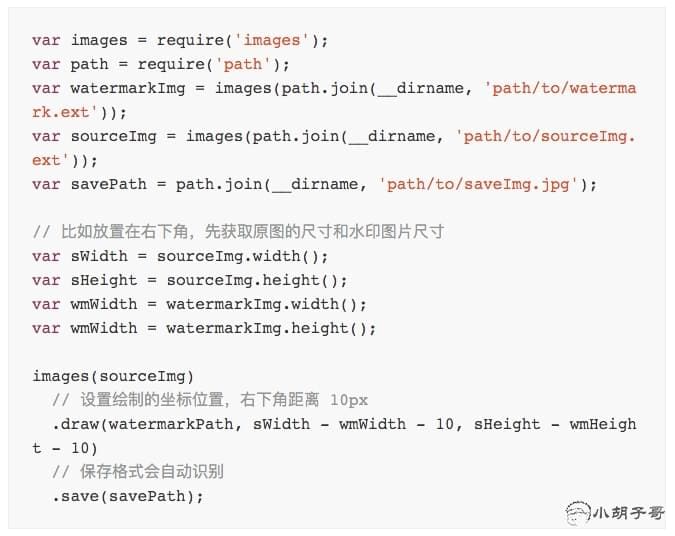 var images = require('images');
var path = require('path');
var watermarkImg = images(path.join(__dirname, 'path/to/waterma
rk.ext'));
var sourceImg = images(path.join(__dirname, 'path/to/sourceImg.
ext'));
var savePath = path.join(__dirname, 'path/to/saveImg.jpg');
// 比如放置在右下角，先获取原图的尺寸和水印图片尺寸
var sWidth = sourceImg.width();
var sHeight = sourceImg.height();
var wmWidth = watermarkImg.width();
var wmWidth = watermarkImg.height();
images(sourceImg)
// 设置绘制的坐标位置，右下角距离 10px
.draw(watermarkPath, sWidth - wmWidth - 10, sHeight - wmHeigh
t - 10)
// 保存格式会自动识别
.save(savePath);
小胡子哥